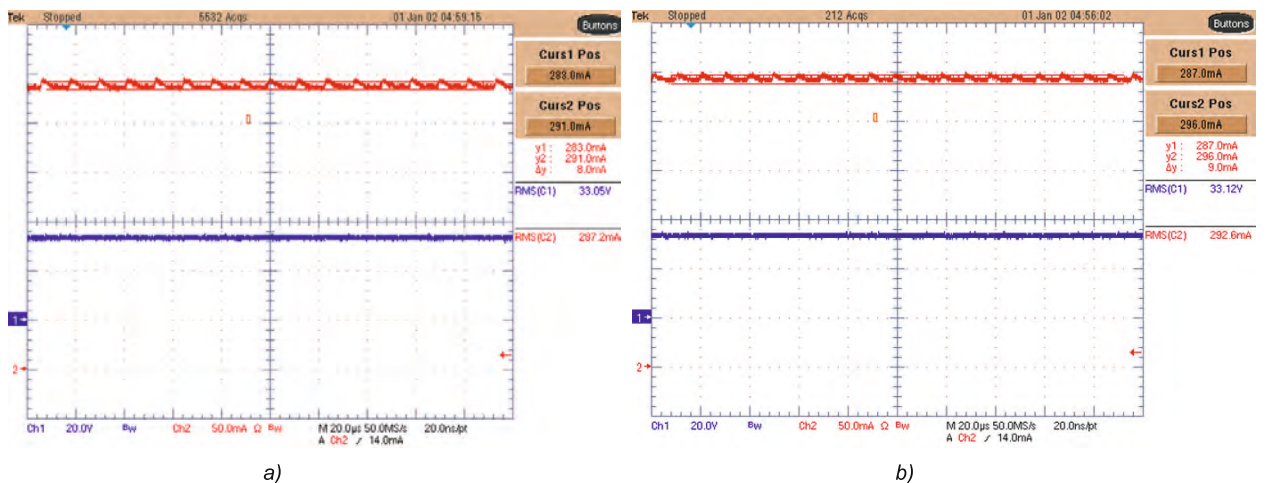 Tek Stopped 5532 Acqs 01 Jan 02 04:59:15
Buttons
Curs1 Pos
283.0mA
Curs2 Pos
291.0mA
y1: 283.0mA
y2: 291.0mA
Δy: 8.0mA
RMS(C1) 33.05V
RMS(C2) 287.2mA
1
2
Ch1 20.0V Bw Ch2 50.0mA Ω Bw M 20.0µs 50.0MS/s 20.0ns/pt
A Ch2 / 14.0mA
a)
Tek Stopped 212 Acqs 01 Jan 02 04:56:02
Buttons
Curs1 Pos
287.0mA
Curs2 Pos
296.0mA
y1: 287.0mA
y2: 296.0mA
Δy: 9.0mA
RMS(C1) 33.12V
RMS(C2) 292.6mA
1
2
Ch1 20.0V Bw Ch2 50.0mA Ω Bw M 20.0µs 50.0MS/s 20.0ns/pt
A Ch2 / 14.0mA
b)